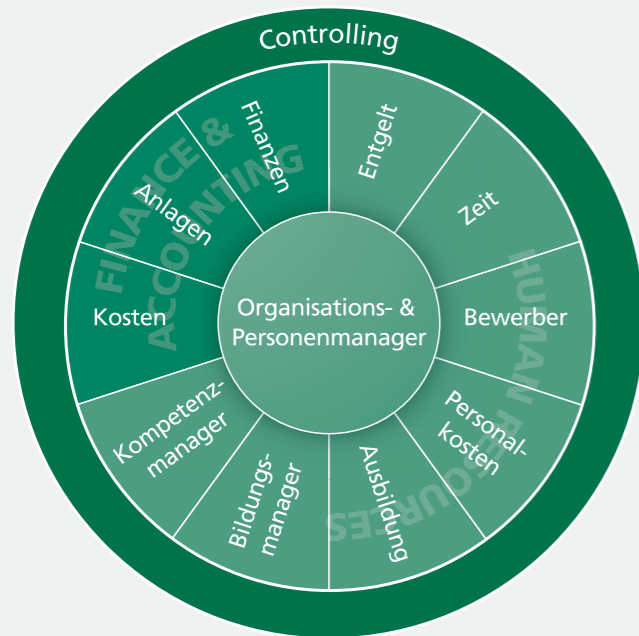 Controlling
Entgelt
Zeit
Bewerber
Personal-
kosten
Ausbildung
Bildungs-
manager
Kompetenz-
manager
Kosten
Anlagen
Finanzen
FINANCE &
ACCOUNTING
HUMAN RESOURCES
Organisations- &
Personenmanager